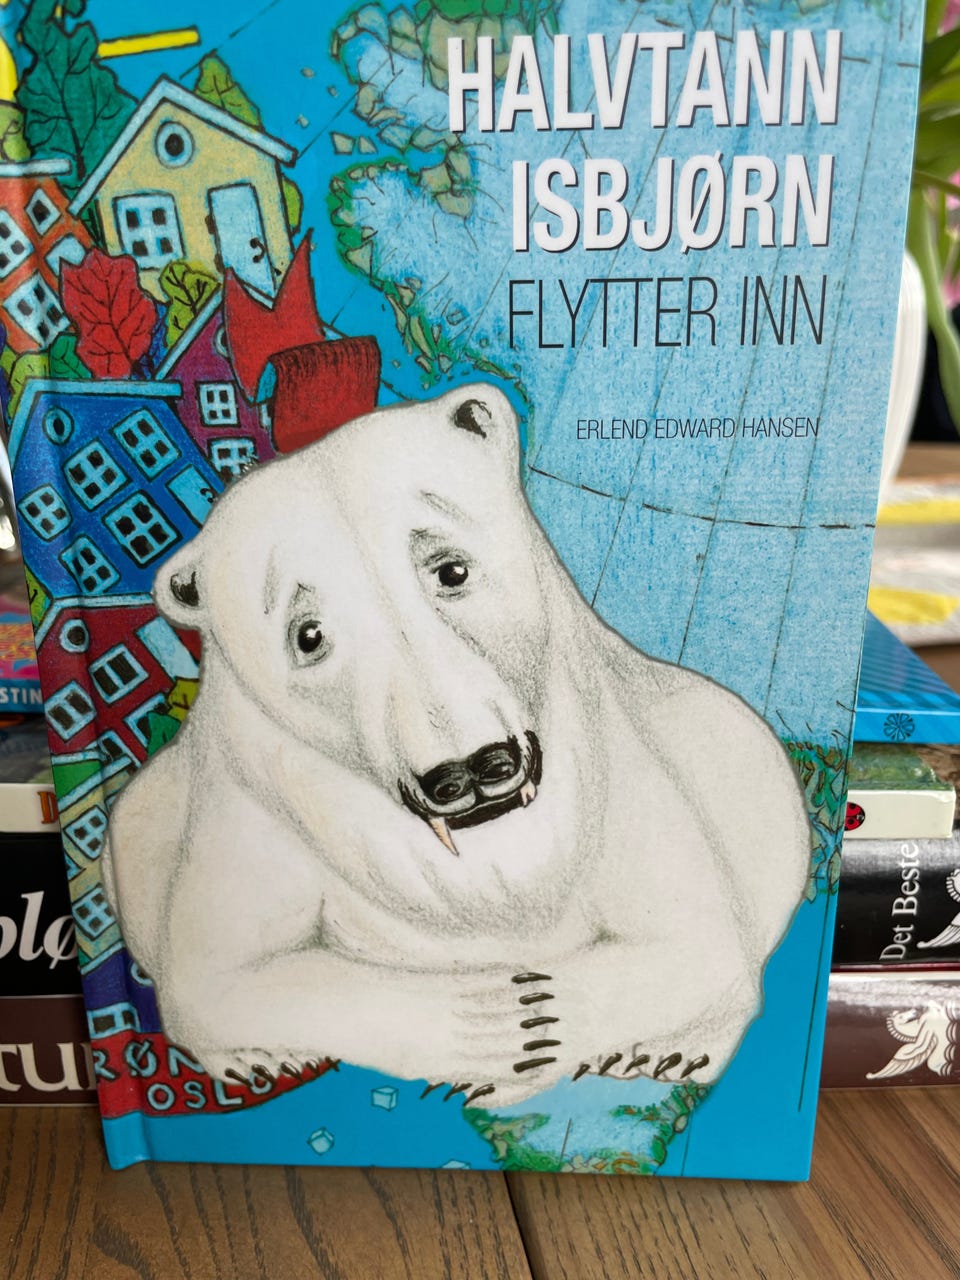 HALVTANN
ISBJØRN
FLYTTER INN
ERLEND EDWARD HANSEN
OSLO
Det Beste